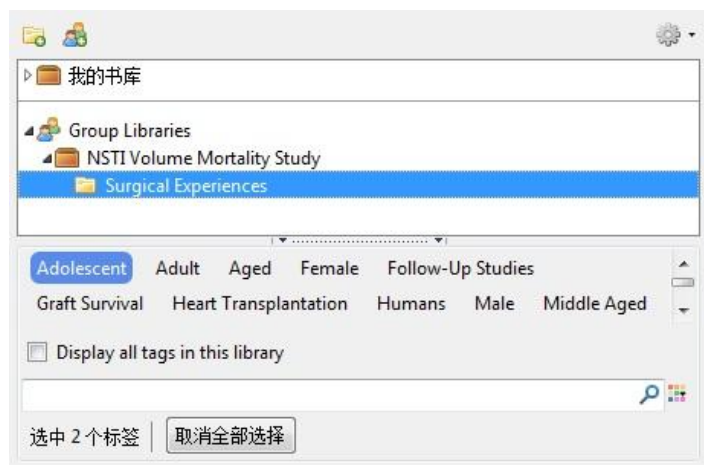 我的书库
Group Libraries
NSTI Volume Mortality Study
Surgical Experiences
Adolescent Adult Aged Female Follow-Up Studies
Graft Survival Heart Transplantation Humans Male Middle Aged
Display all tags in this library
选中 2 个标签 取消全部选择